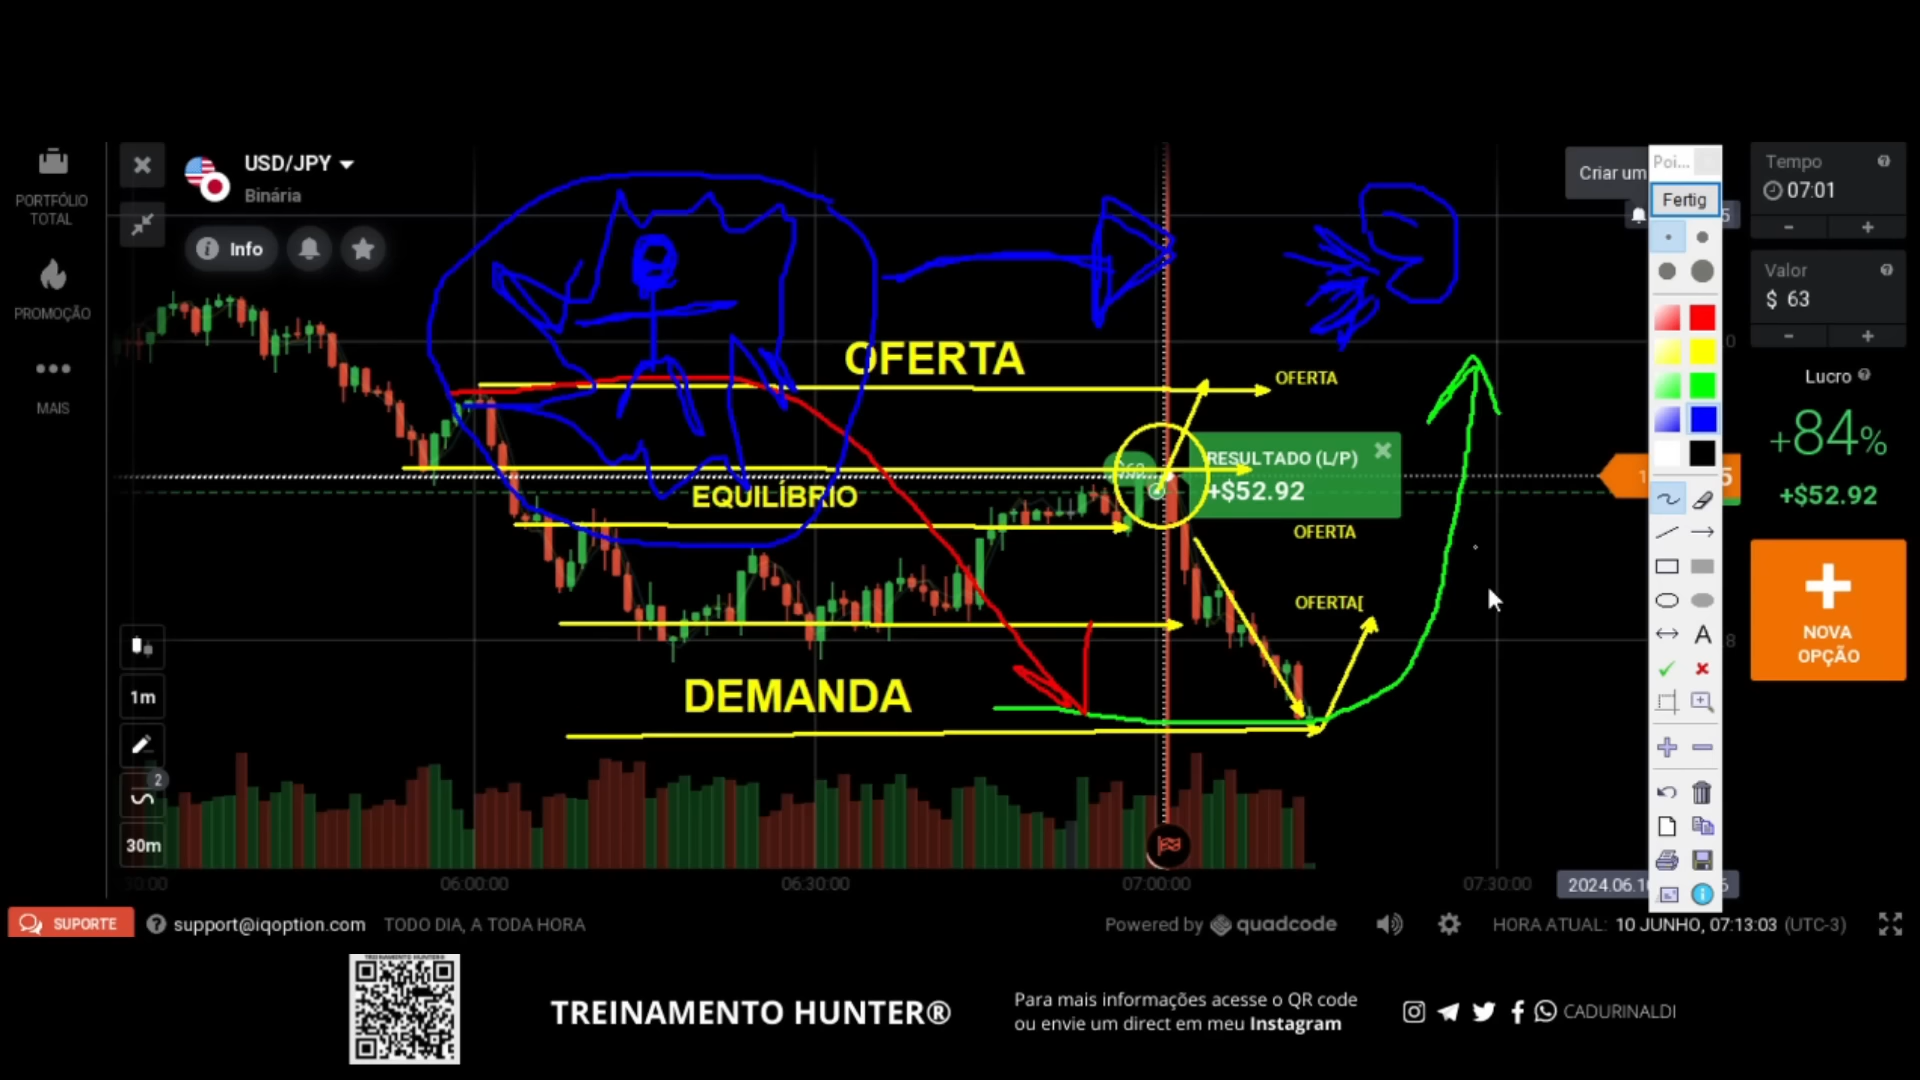 USD/JPY
Binária
Info
PORTFÓLIO
TOTAL
PROMOÇÃO
MAIS
Criar um
Poi...
Fertig
Tempo
07:01
Valor
$ 63
Lucro
+84%
+$52.92
NOVA
OPÇÃO
OFERTA
OFERTA
RESULTADO (L/P)
+$52.92
EQUILÍBRIO
OFERTA
OFERTA[
DEMANDA
A
1m
2
30m
06:00:00
06:30:00
07:00:00
07:30:00
SUPORTE
support@iqoption.com
TODO DIA, A TODA HORA
Powered by quadcode
HORA ATUAL: 10 JUNHO, 07:13:03 (UTC-3)
TREINAMENTO HUNTER®
Para mais informações acesse o QR code
ou envie um direct em meu Instagram
CADURINALDI